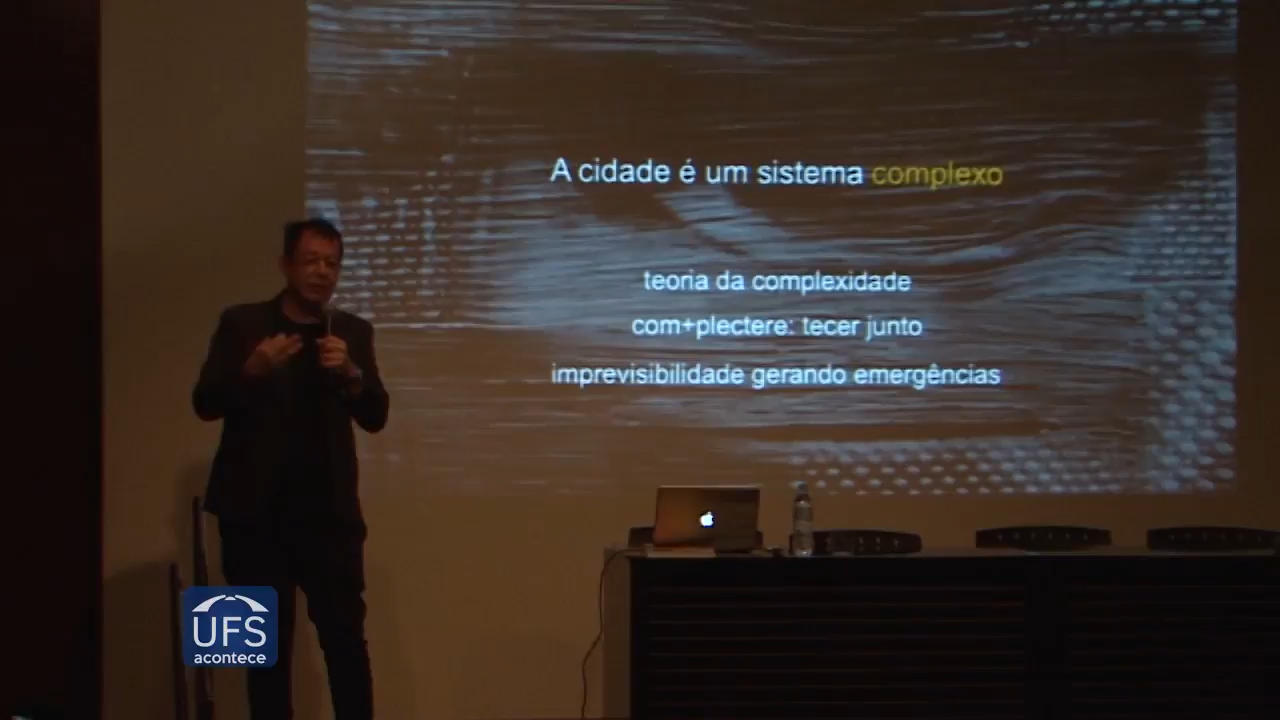 A cidade é um sistema complexo
teoria da complexidade
com+plectere: tecer junto
imprevisibilidade gerando emergências
UFS
acontece